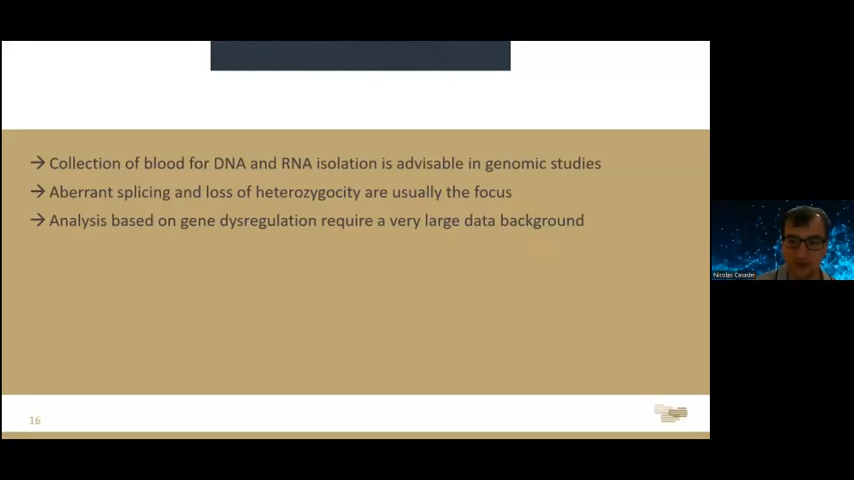 → Collection of blood for DNA and RNA isolation is advisable in genomic studies
→ Aberrant splicing and loss of heterozygocity are usually the focus
→ Analysis based on gene dysregulation require a very large data background
Nicolas Casadei
16